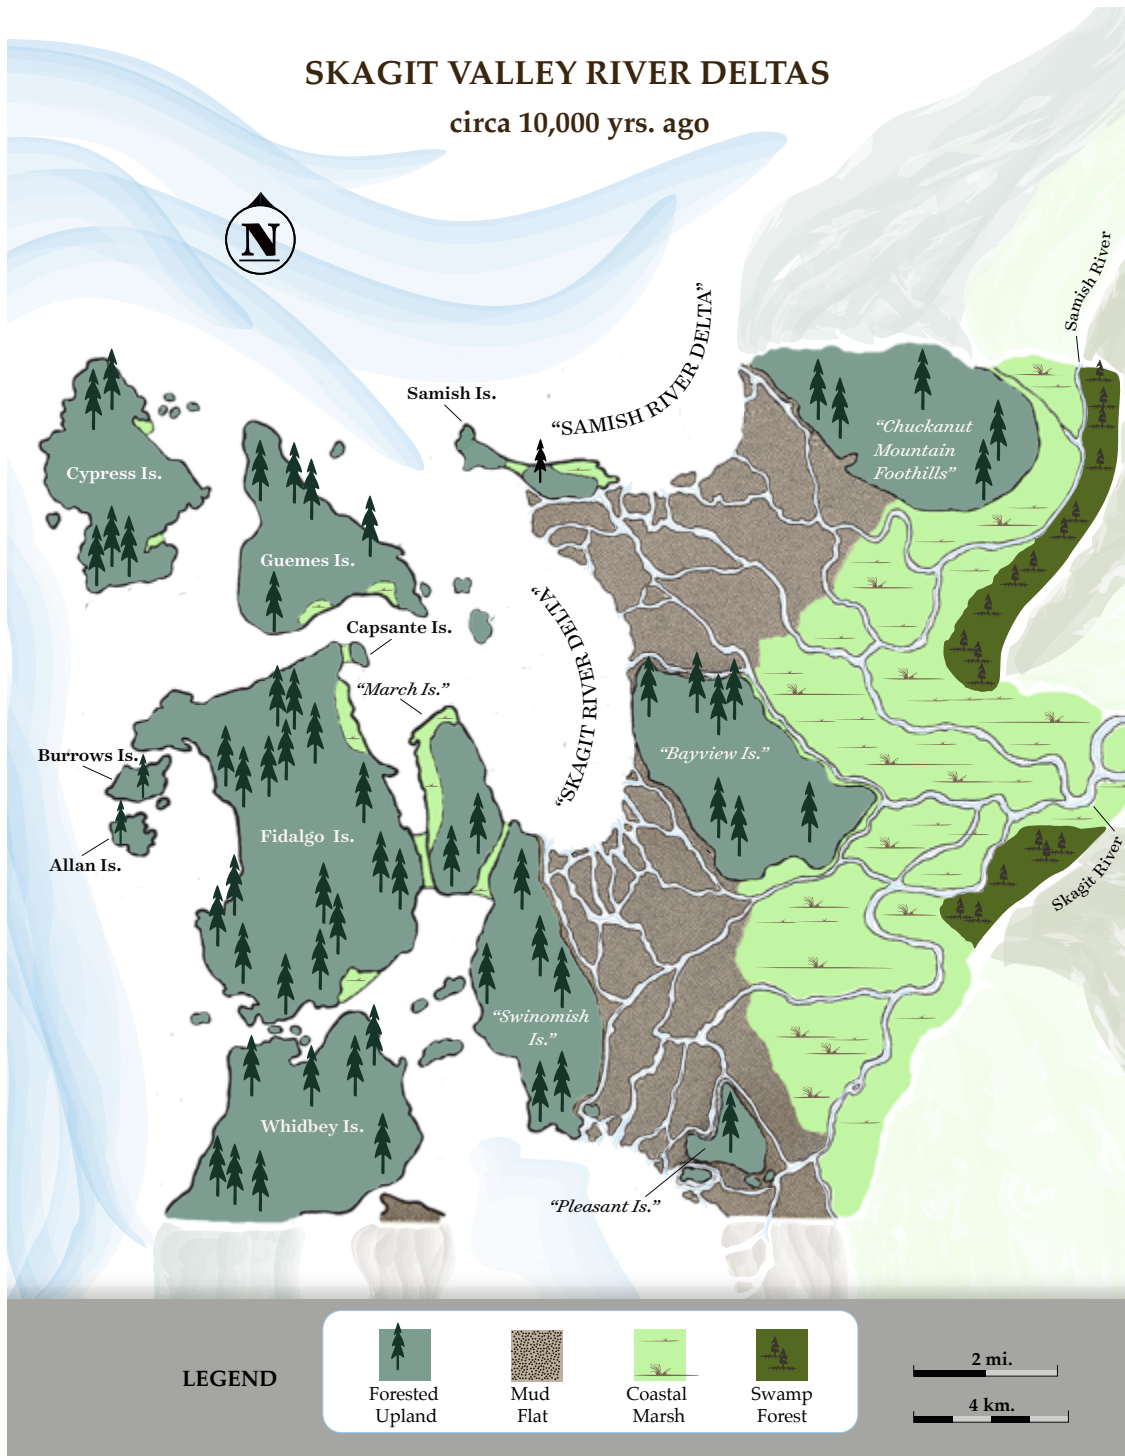 SKAGIT VALLEY RIVER DELTAS
circa 10,000 yrs. ago
N
Samish River
"SAMISH RIVER DELTA"
Samish Is.
"Chuckanut
Mountain
Foothills"
Cypress Is.
Guemes Is.
"SKAGIT RIVER DELTA"
Capsante Is.
"March Is."
Burrows Is.
"Bayview Is."
Fidalgo Is.
Allan Is.
Skagit River
"Swinomish
Is."
Whidbey Is.
"Pleasant Is."
LEGEND
Forested
Upland
Mud
Flat
Coastal
Marsh
Swamp
Forest
2 mi.
4 km.